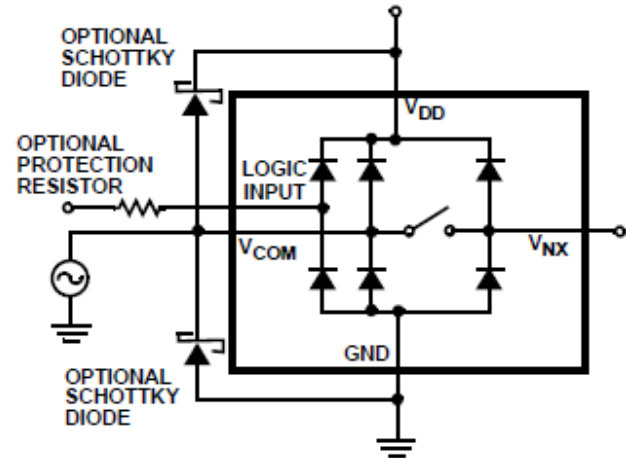 OPTIONAL
SCHOTTKY
DIODE
OPTIONAL
PROTECTION
RESISTOR
VDD
LOGIC
INPUT
VCOM
VNX
GND
OPTIONAL
SCHOTTKY
DIODE